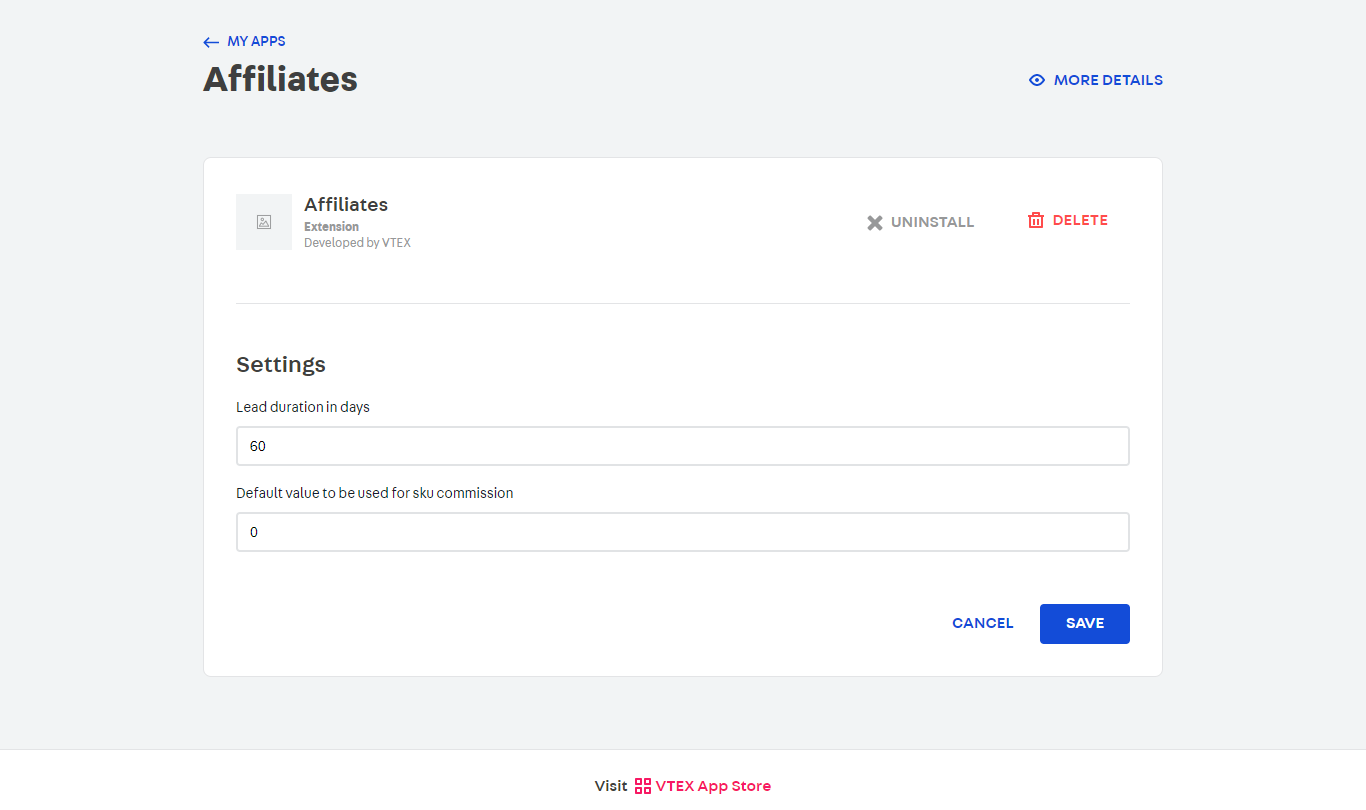 MY APPS
Affiliates
MORE DETAILS
Affiliates
Extension
Developed by VTEX
UNINSTALL
DELETE
Settings
Lead duration in days
60
Default value to be used for sku commission
0
CANCEL
SAVE
Visit VTEX App Store